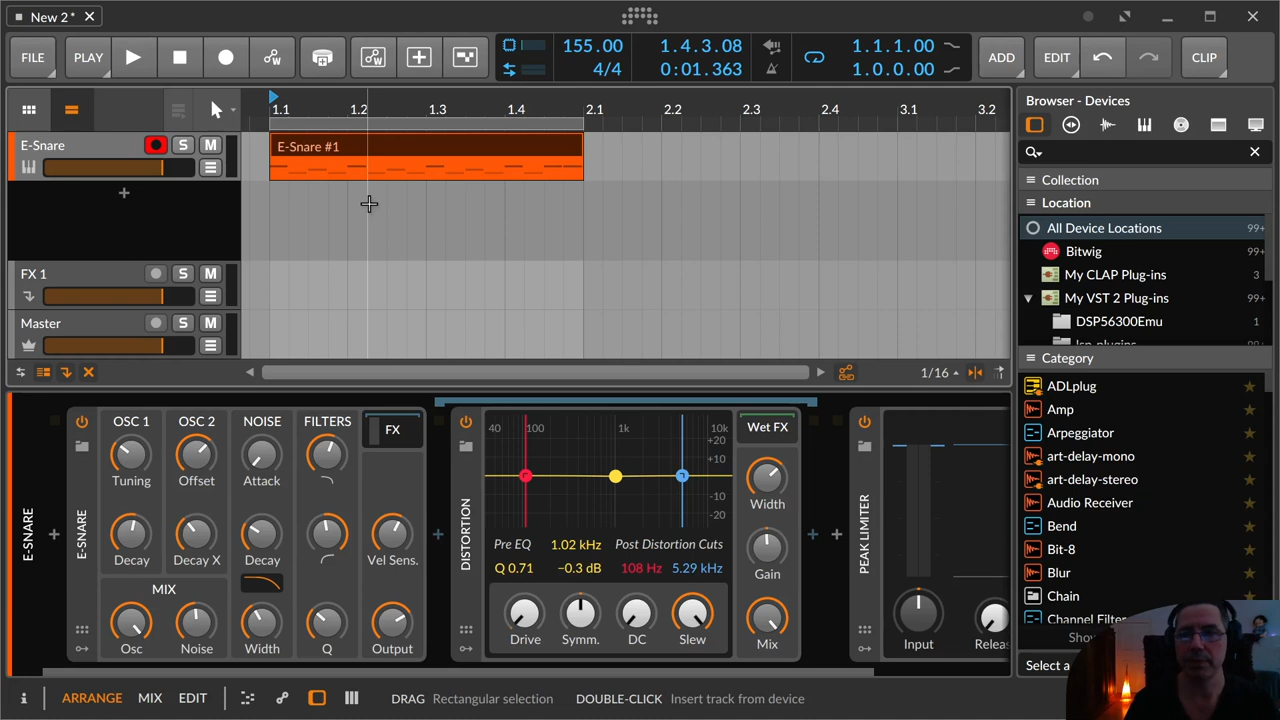 New 2*
FILE
PLAY
155.00
4/4
1.4.3.08
0:01.363
1.1.1.00
1.0.0.00
ADD
EDIT
CLIP
1.1
1.2
1.3
1.4
2.1
2.2
2.3
2.4
3.1
3.2
E-Snare
S
M
E-Snare #1
FX 1
S
M
Master
S
M
1/16
Browser - Devices
Collection
Location
All Device Locations 99+
Bitwig 99+
My CLAP Plug-ins 3
My VST 2 Plug-ins 99+
DSP56300Emu 1
Category
ADLplug
Amp
Arpeggiator
art-delay-mono
art-delay-stereo
Audio Receiver
Bend
Bit-8
Blur
Chain
Channel Filter
Select a
E-SNARE
E-SNARE
OSC 1
OSC 2
NOISE
FILTERS
FX
Tuning
Offset
Attack
Decay
Decay X
Decay
Vel Sens.
MIX
Osc
Noise
Width
Q
Output
DISTORTION
40
100
1k
10k
+20
+10
-10
-20
Pre EQ
1.02 kHz
Post Distortion Cuts
Q 0.71
−0.3 dB
108 Hz
5.29 kHz
Drive
Symm.
DC
Slew
Wet FX
Width
Gain
Mix
PEAK LIMITER
Input
Releas
ARRANGE
MIX
EDIT
DRAG Rectangular selection
DOUBLE-CLICK Insert track from device